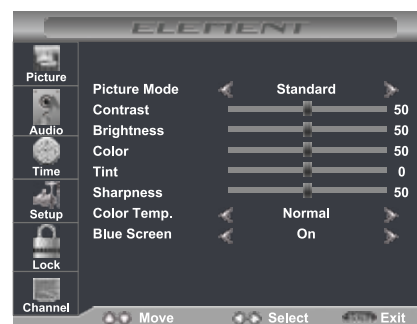 ELEMENT
Picture
Audio
Time
Setup
Lock
Channel
Picture Mode Standard
Contrast 50
Brightness 50
Color 50
Tint 0
Sharpness 50
Color Temp. Normal
Blue Screen On
Move Select MENU Exit